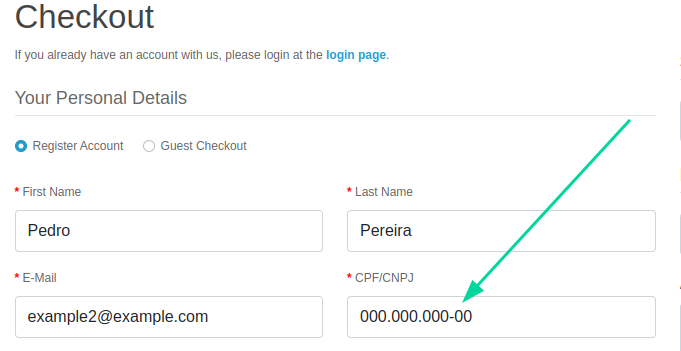 Checkout
If you already have an account with us, please login at the login page.
Your Personal Details
Register Account Guest Checkout
* First Name * Last Name
Pedro Pereira
* E-Mail * CPF/CNPJ
example2@example.com 000.000.000-00